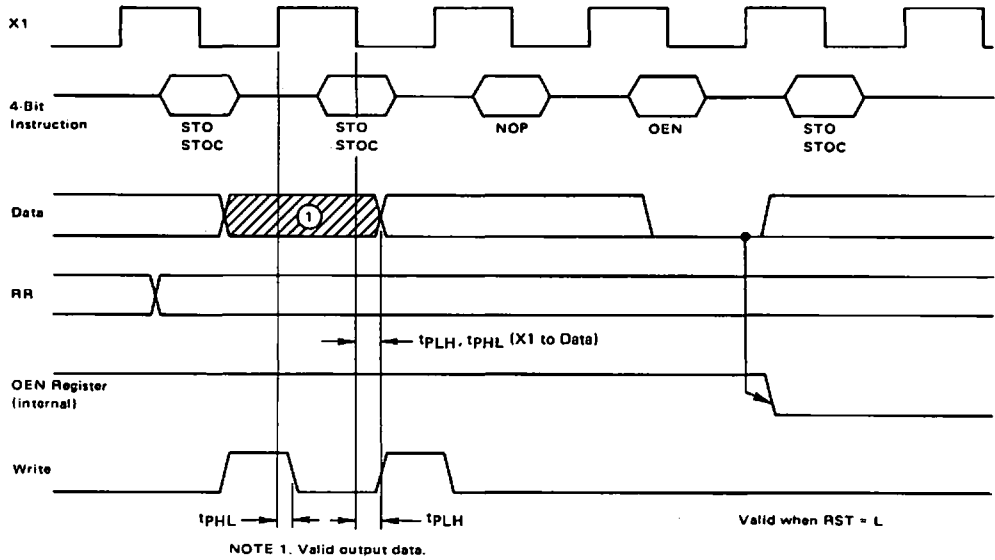 X1
4-Bit
Instruction
STO
STOC
STO
STOC
NOP
OEN
STO
STOC
Data
1
RR
tPLH, tPHL (X1 to Data)
OEN Register
(internal)
Write
tPHL
tPLH
Valid when RST = L
NOTE 1. Valid output data.